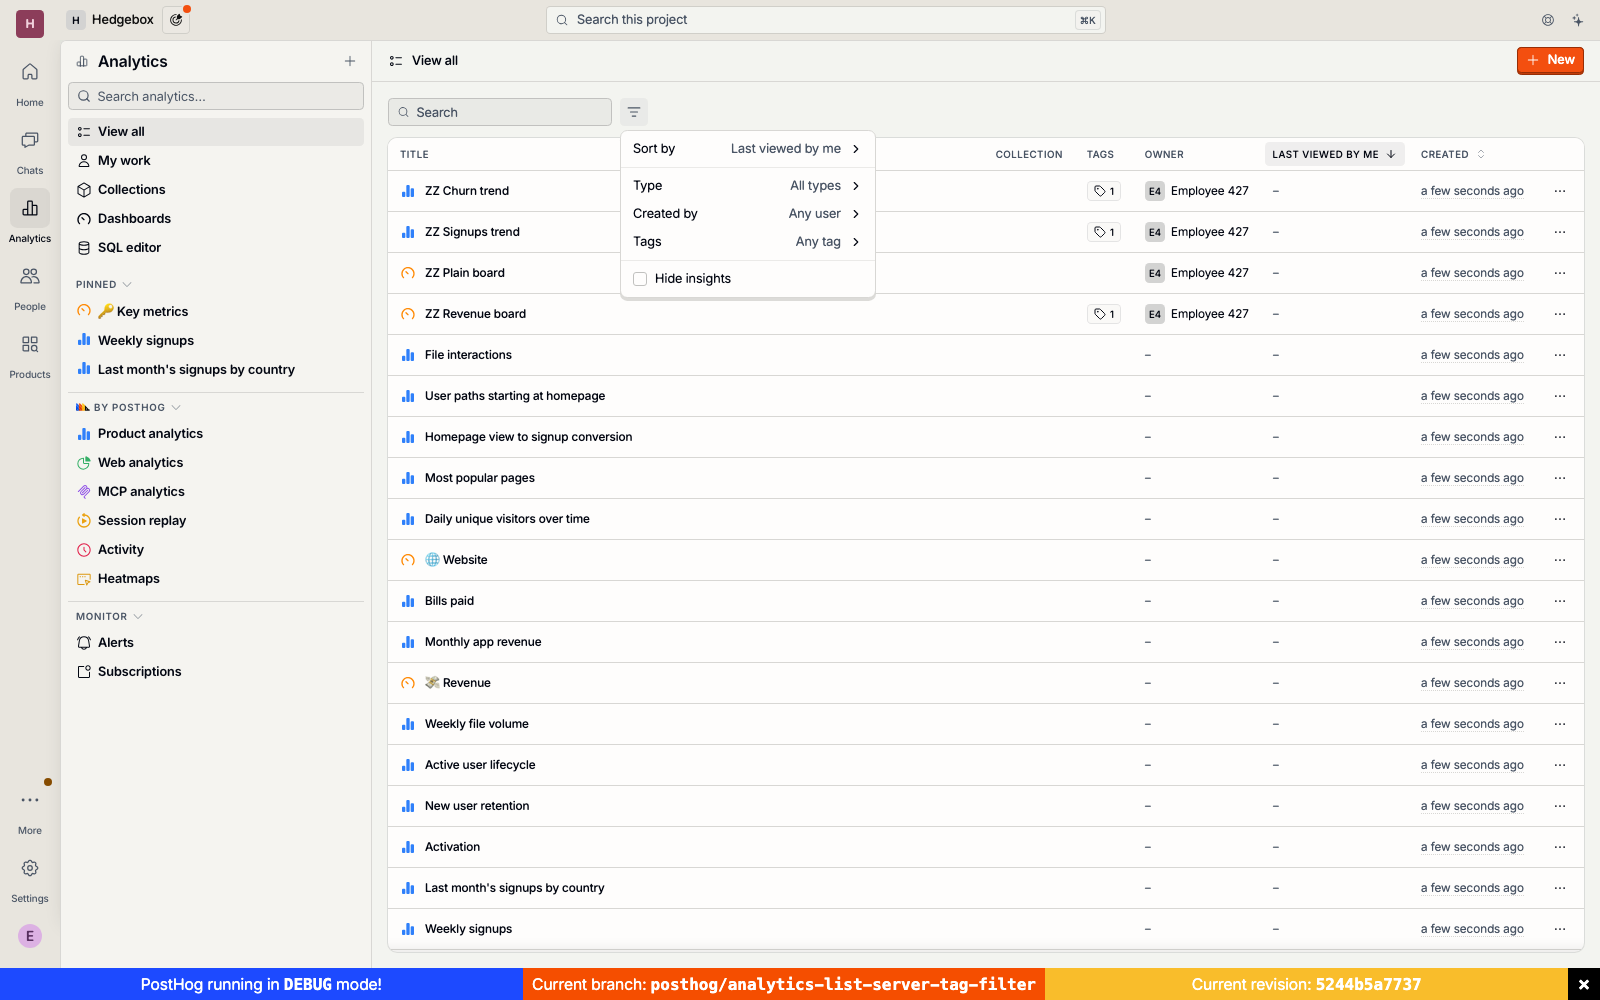 H
H Hedgebox
Search this project
⌘K
Home
Chats
Analytics
People
Products
More
Settings
E
Analytics
Search analytics...
View all
My work
Collections
Dashboards
SQL editor
PINNED
🔑 Key metrics
Weekly signups
Last month's signups by country
BY POSTHOG
Product analytics
Web analytics
MCP analytics
Session replay
Activity
Heatmaps
MONITOR
Alerts
Subscriptions
View all
New
Search
Sort by Last viewed by me
Type All types
Created by Any user
Tags Any tag
Hide insights
TITLE COLLECTION TAGS OWNER LAST VIEWED BY ME CREATED
ZZ Churn trend 1 E4 Employee 427 – a few seconds ago
ZZ Signups trend 1 E4 Employee 427 – a few seconds ago
ZZ Plain board E4 Employee 427 – a few seconds ago
ZZ Revenue board 1 E4 Employee 427 – a few seconds ago
File interactions – – a few seconds ago
User paths starting at homepage – – a few seconds ago
Homepage view to signup conversion – – a few seconds ago
Most popular pages – – a few seconds ago
Daily unique visitors over time – – a few seconds ago
🌐 Website – – a few seconds ago
Bills paid – – a few seconds ago
Monthly app revenue – – a few seconds ago
💸 Revenue – – a few seconds ago
Weekly file volume – – a few seconds ago
Active user lifecycle – – a few seconds ago
New user retention – – a few seconds ago
Activation – – a few seconds ago
Last month's signups by country – – a few seconds ago
Weekly signups – – a few seconds ago
PostHog running in DEBUG mode!
Current branch: posthog/analytics-list-server-tag-filter
Current revision: 5244b5a7737